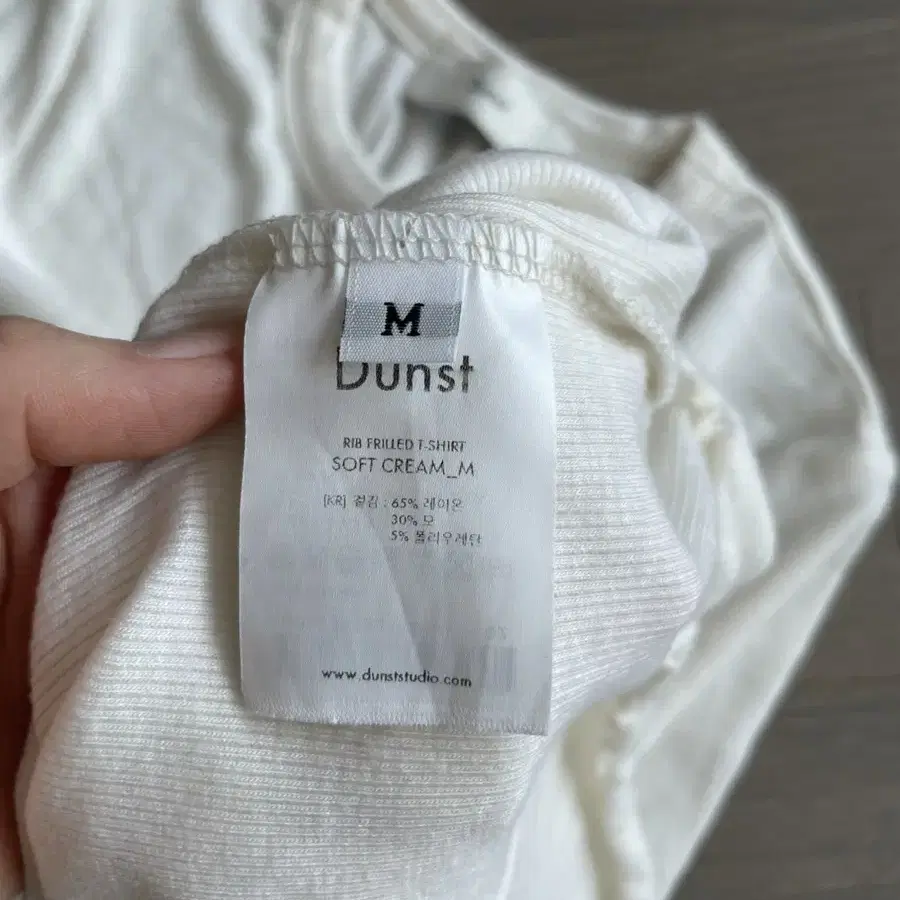 M
Dunst
RIB FRILLED T-SHIRT
SOFT CREAM_M
[KR] 겉감 : 65% 레이온
30% 모
5% 폴리우레탄
www.dunststudio.com